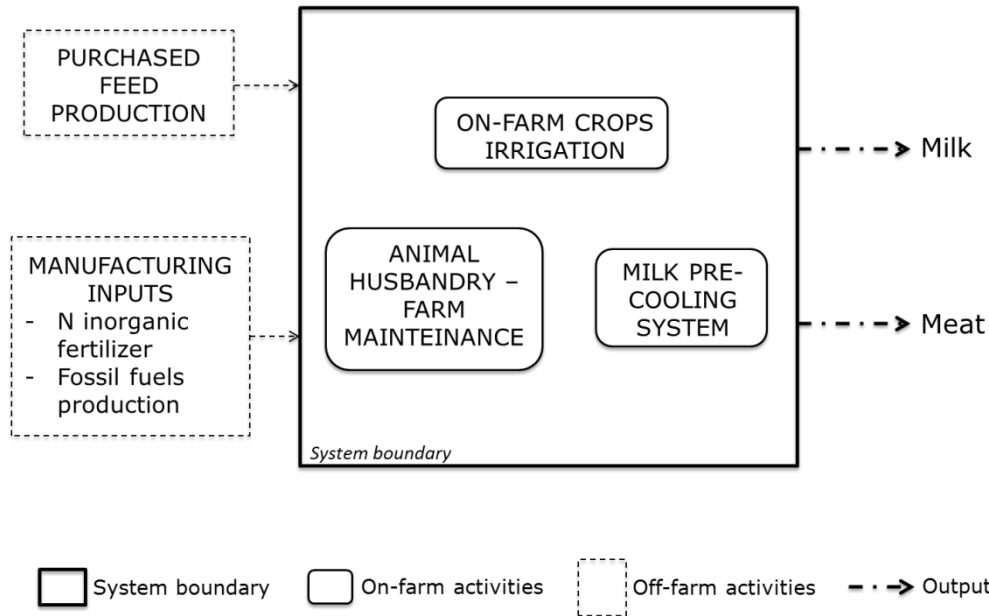 PURCHASED
FEED
PRODUCTION
ON-FARM CROPS
IRRIGATION
Milk
MANUFACTURING
INPUTS
- N inorganic
fertilizer
- Fossil fuels
production
ANIMAL
HUSBANDRY –
FARM
MAINTEINANCE
MILK PRE-
COOLING
SYSTEM
Meat
System boundary
System boundary
On-farm activities
Off-farm activities
Output